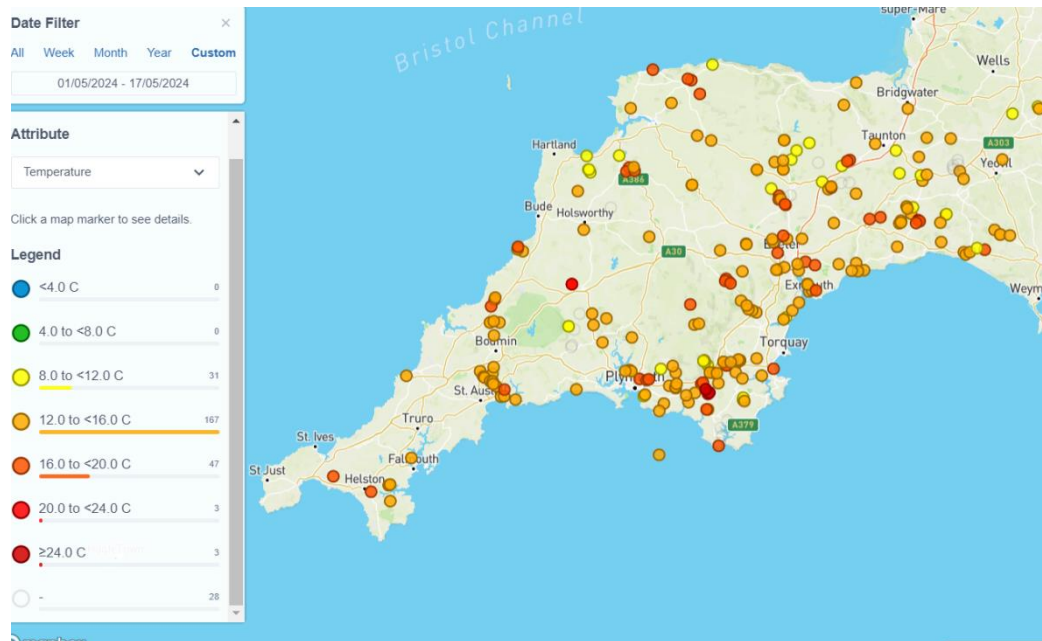 Date Filter ×
All Week Month Year Custom
01/05/2024 - 17/05/2024
Attribute
Temperature
Click a map marker to see details.
Legend
<4.0 C 0
4.0 to <8.0 C 0
8.0 to <12.0 C 31
12.0 to <16.0 C 167
16.0 to <20.0 C 47
20.0 to <24.0 C 3
≥24.0 C 3
- 28
Bristol Channel
super-Mare
Wells
Bridgwater
Taunton
A303
Yeovil
Hartland
A386
Bude
Holsworthy
A30
Exeter
Exmouth
Weym
Bodmin
Torquay
Plymouth
St. Aus
A379
Truro
St. Ives
Falmouth
St Just
Helston